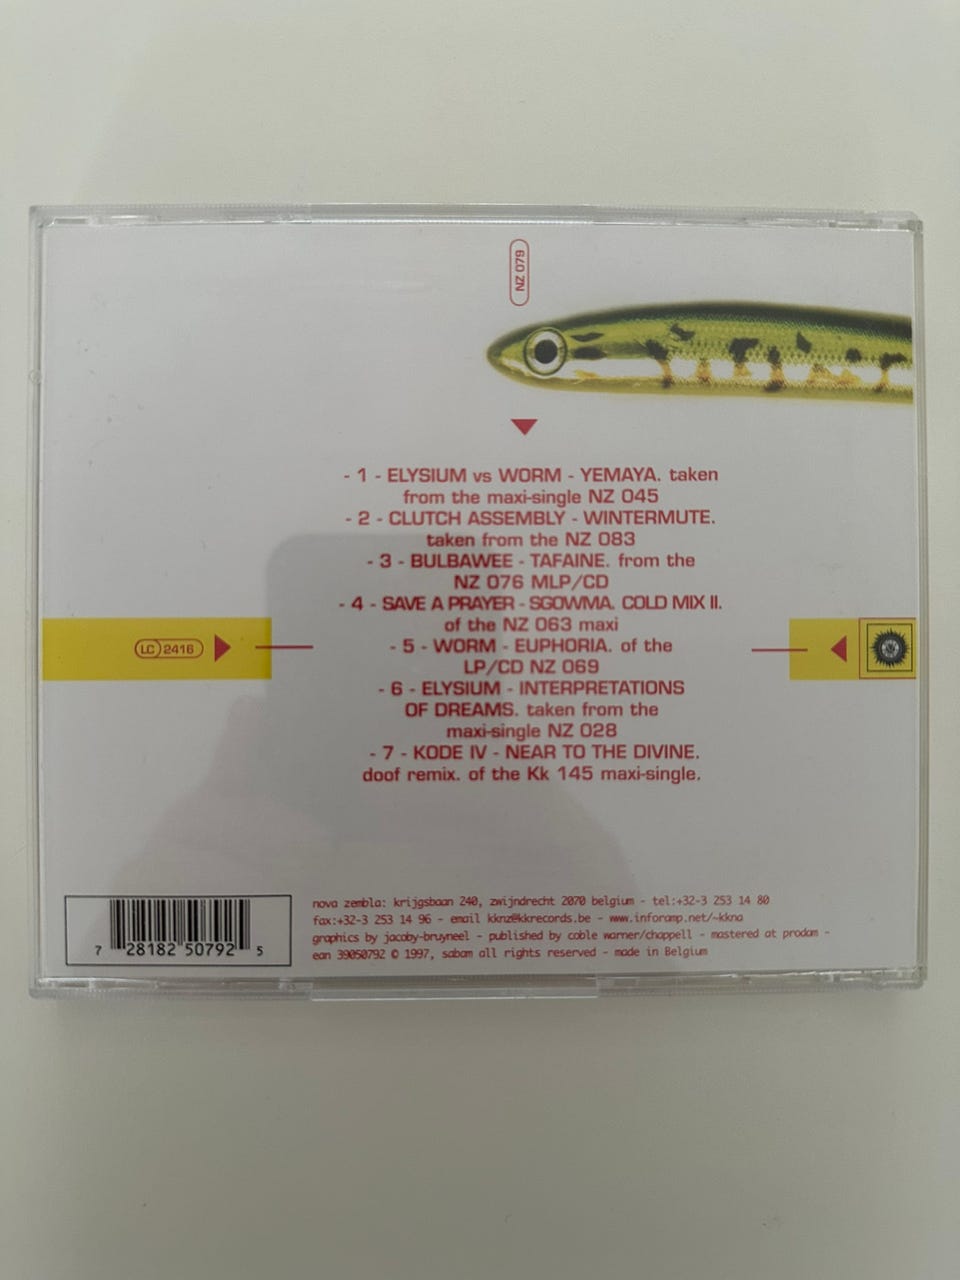 NZ 079
- 1 - ELYSIUM vs WORM - YEMAYA. taken
from the maxi-single NZ 045
- 2 - CLUTCH ASSEMBLY - WINTERMUTE.
taken from the NZ 083
- 3 - BULBAWEE - TAFAINE. from the
NZ 076 MLP/CD
- 4 - SAVE A PRAYER - SGOWMA. COLD MIX II.
of the NZ 063 maxi
- 5 - WORM - EUPHORIA. of the
LP/CD NZ 069
- 6 - ELYSIUM - INTERPRETATIONS
OF DREAMS. taken from the
maxi-single NZ 028
- 7 - KODE IV - NEAR TO THE DIVINE.
doof remix. of the Kk 145 maxi-single.
LC 2416
nova zembla: krijgsbaan 240, zwijndrecht 2070 belgium - tel:+32-3 253 14 80
fax:+32-3 253 14 96 - email kknz@kkrecords.be - www.inforamp.net/~kkna
graphics by jacoby-bruyneel - published by coble warner/chappell - mastered at prodam -
ean 39050792 © 1997, sabam all rights reserved - made in Belgium
7 28182 50792 5